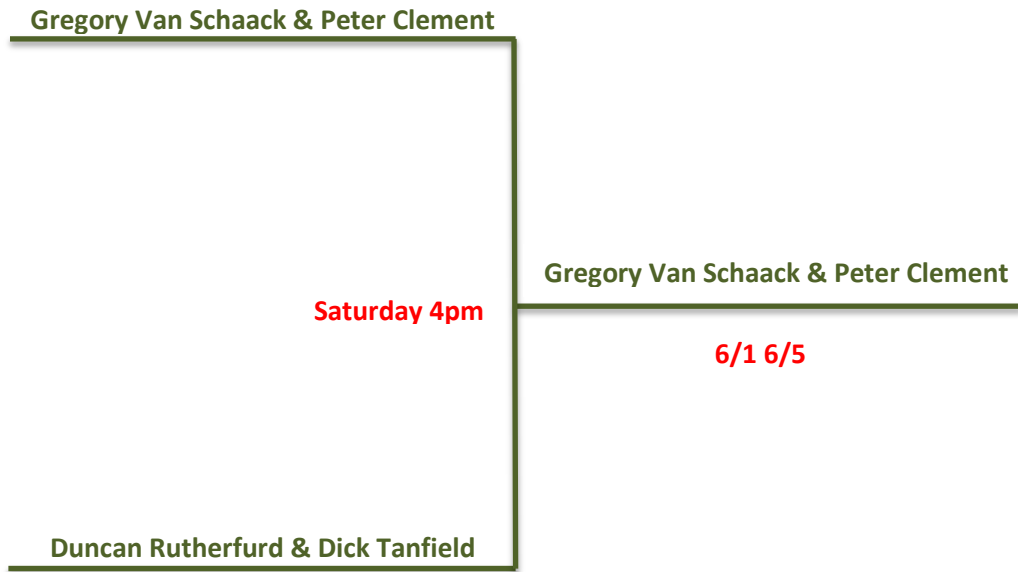 Gregory Van Schaack & Peter Clement
Gregory Van Schaack & Peter Clement
Saturday 4pm
6/1 6/5
Duncan Rutherfurd & Dick Tanfield